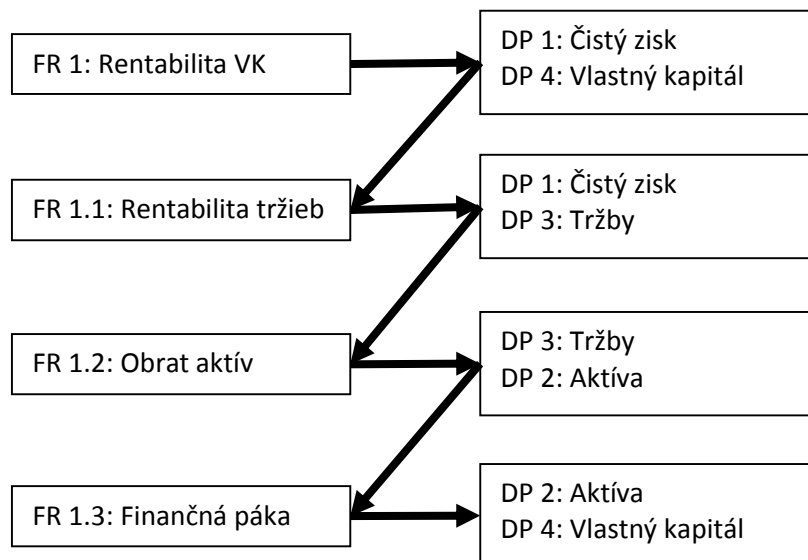 FR 1: Rentabilita VK
DP 1: Čistý zisk
DP 4: Vlastný kapitál
FR 1.1: Rentabilita tržieb
DP 1: Čistý zisk
DP 3: Tržby
FR 1.2: Obrat aktív
DP 3: Tržby
DP 2: Aktíva
FR 1.3: Finančná páka
DP 2: Aktíva
DP 4: Vlastný kapitál